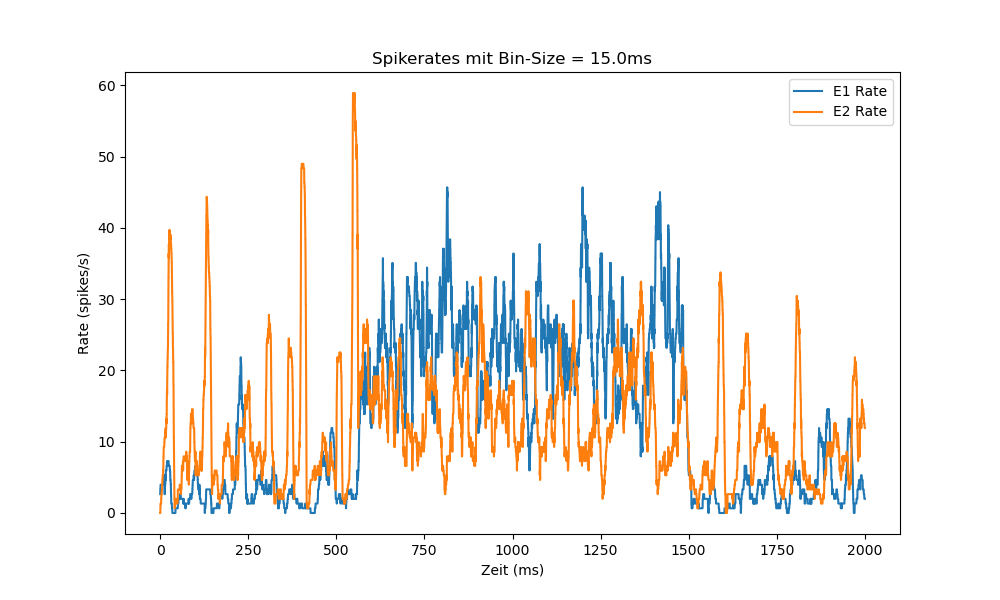 Spikerates mit Bin-Size = 15.0ms
E1 Rate
E2 Rate
60
50
40
30
20
10
0
Rate (spikes/s)
0 250 500 750 1000 1250 1500 1750 2000
Zeit (ms)